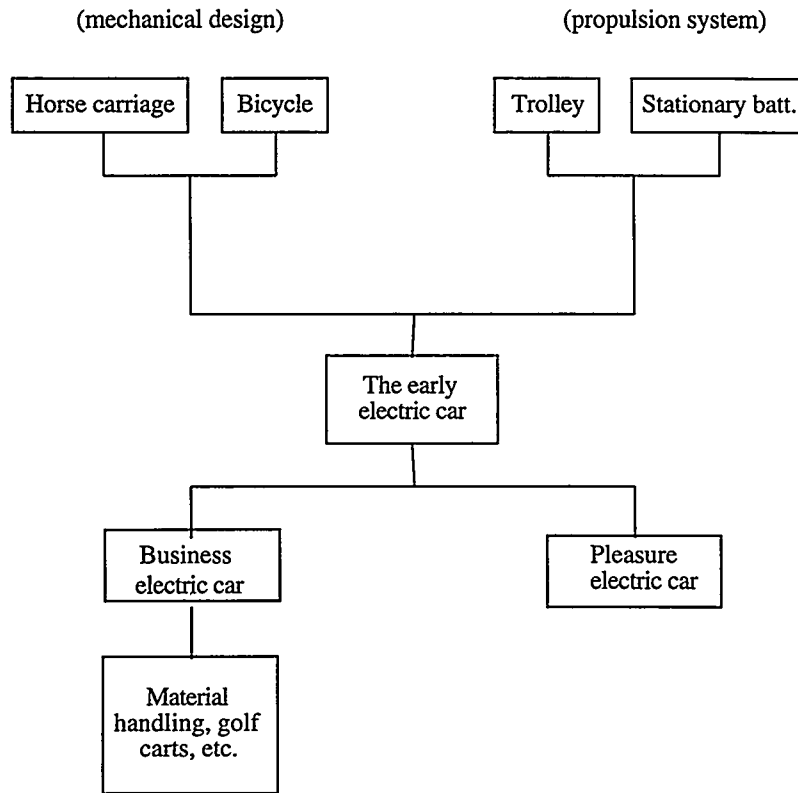 (mechanical design)
(propulsion system)
Horse carriage
Bicycle
Trolley
Stationary batt.
The early
electric car
Business
electric car
Pleasure
electric car
Material
handling, golf
carts, etc.